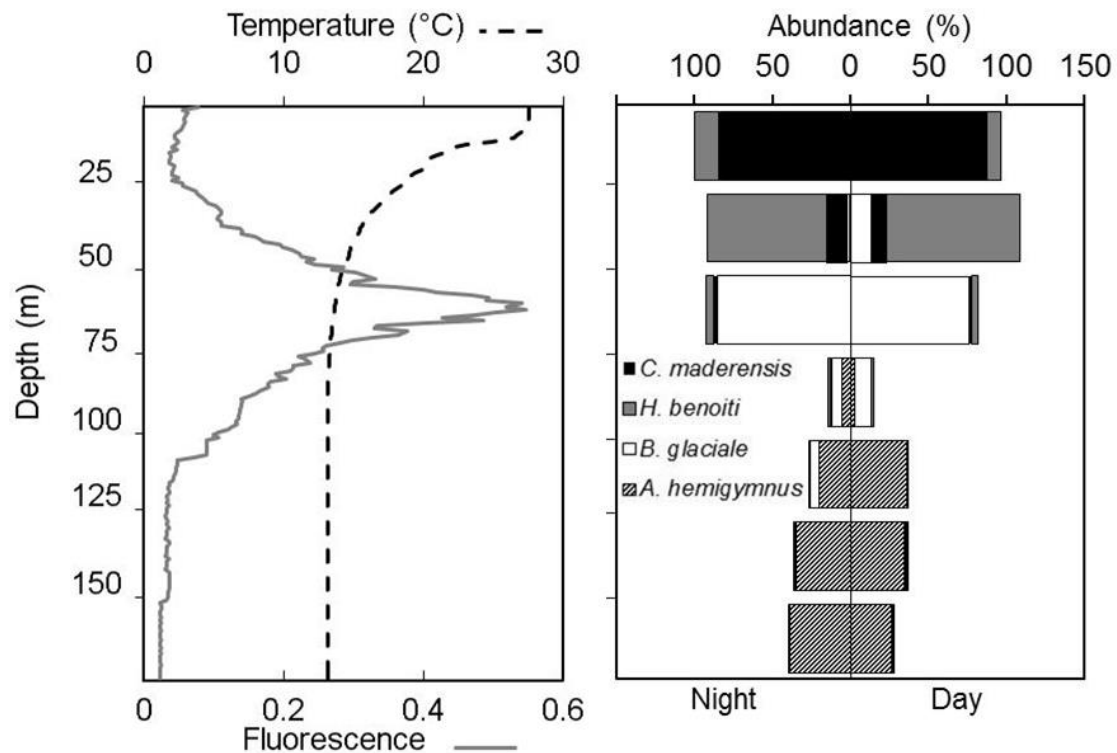 Temperature (°C)
0 10 20 30
25
50
75
100
125
150
Depth (m)
0 0.2 0.4 0.6
Fluorescence
Abundance (%)
100 50 0 50 100 150
C. maderensis
H. benoiti
B. glaciale
A. hemigymnus
Night Day